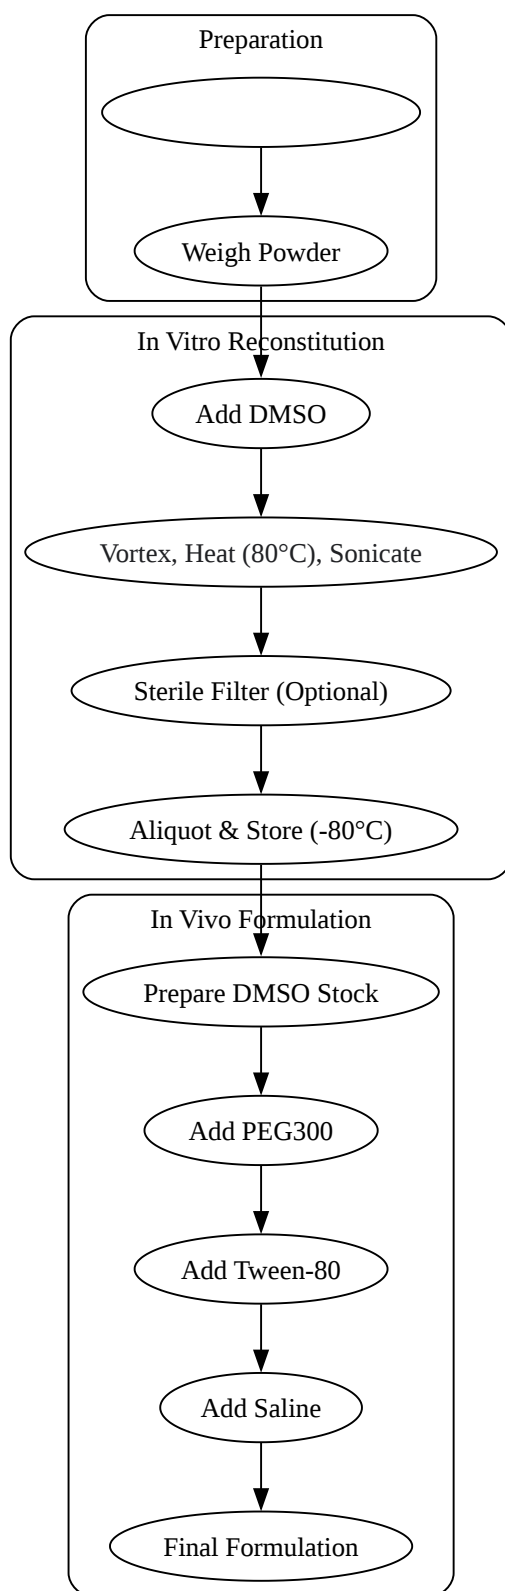 Preparation
Weigh Powder
In Vitro Reconstitution
Add DMSO
Vortex, Heat (80°C), Sonicate
Sterile Filter (Optional)
Aliquot & Store (-80°C)
In Vivo Formulation
Prepare DMSO Stock
Add PEG300
Add Tween-80
Add Saline
Final Formulation